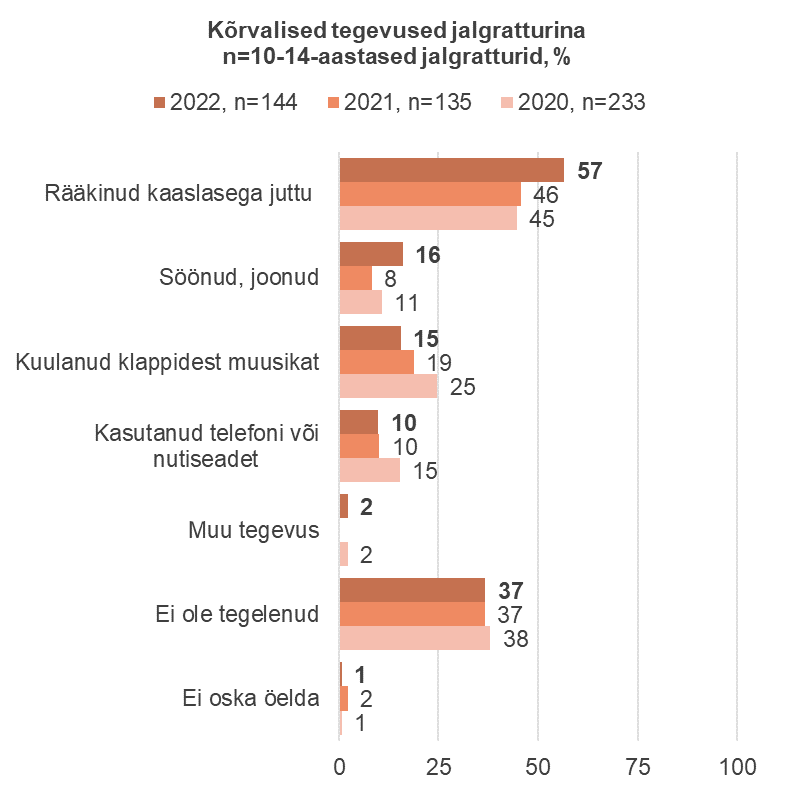 Kõrvalised tegevused jalgratturina
n=10-14-aastased jalgratturid, %
2022, n=144 2021, n=135 2020, n=233
Rääkinud kaaslasega juttu
57
46
45
Söönud, joonud
16
8
11
Kuulanud klappidest muusikat
15
19
25
Kasutanud telefoni või
nutiseadet
10
10
15
Muu tegevus
2
2
Ei ole tegelenud
37
37
38
Ei oska öelda
1
2
1
0 25 50 75 100